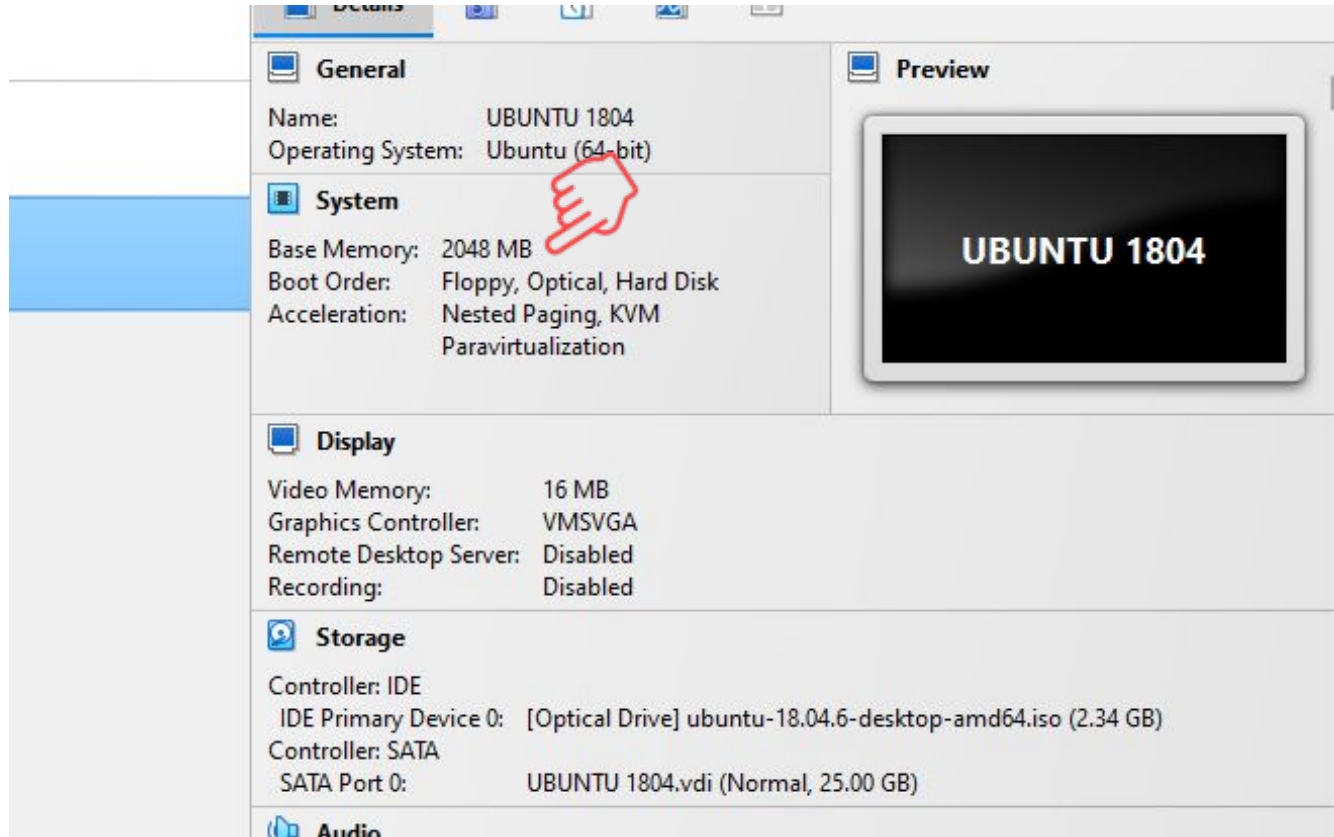 Details
General
Name: UBUNTU 1804
Operating System: Ubuntu (64-bit)
System
Base Memory: 2048 MB
Boot Order: Floppy, Optical, Hard Disk
Acceleration: Nested Paging, KVM
Paravirtualization
Preview
UBUNTU 1804
Display
Video Memory: 16 MB
Graphics Controller: VMSVGA
Remote Desktop Server: Disabled
Recording: Disabled
Storage
Controller: IDE
IDE Primary Device 0: [Optical Drive] ubuntu-18.04.6-desktop-amd64.iso (2.34 GB)
Controller: SATA
SATA Port 0: UBUNTU 1804.vdi (Normal, 25.00 GB)
Audio